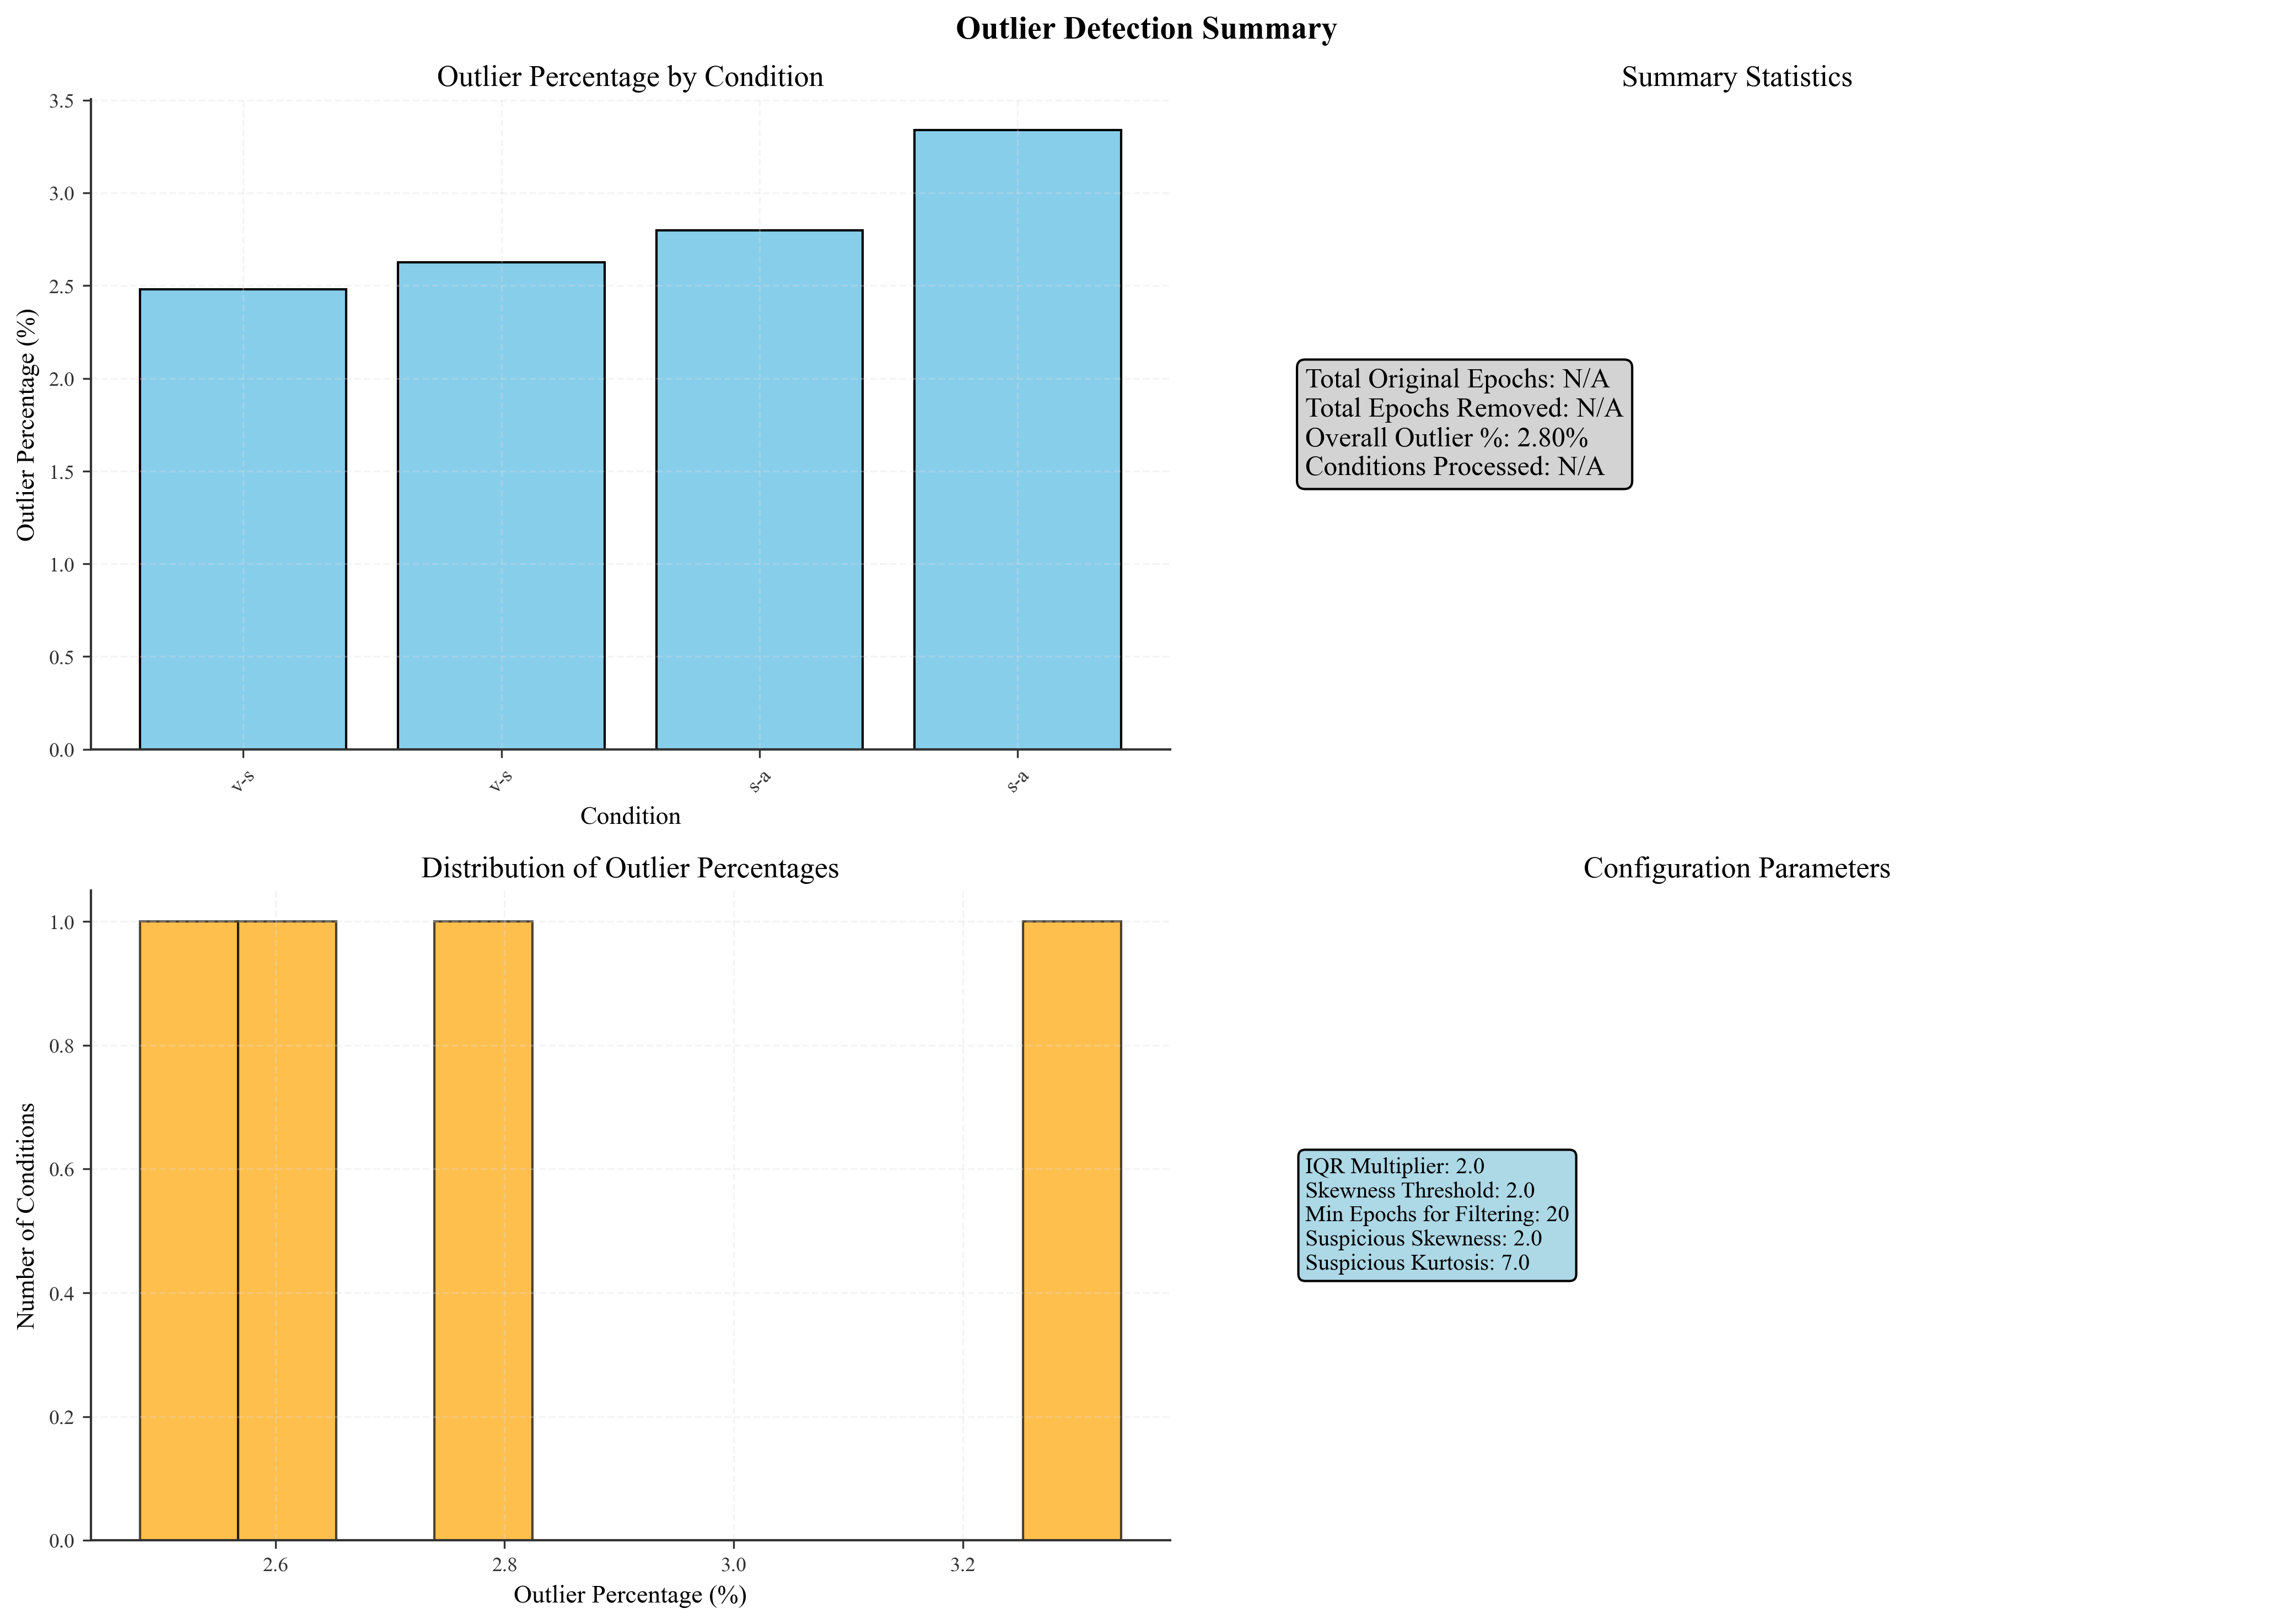 Outlier Detection Summary
Outlier Percentage by Condition
3.5
3.0
2.5
2.0
1.5
1.0
0.5
0.0
Outlier Percentage (%)
v-s
v-s
s-a
s-a
Condition
Summary Statistics
Total Original Epochs: N/A
Total Epochs Removed: N/A
Overall Outlier %: 2.80%
Conditions Processed: N/A
Distribution of Outlier Percentages
1.0
0.8
0.6
0.4
0.2
0.0
Number of Conditions
2.6
2.8
3.0
3.2
Outlier Percentage (%)
Configuration Parameters
IQR Multiplier: 2.0
Skewness Threshold: 2.0
Min Epochs for Filtering: 20
Suspicious Skewness: 2.0
Suspicious Kurtosis: 7.0